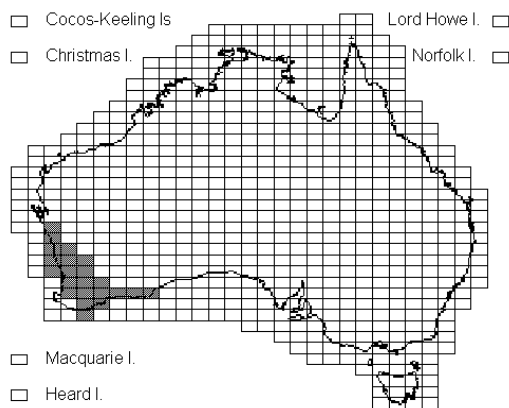 Cocos-Keeling Is
Lord Howe I.
Christmas I.
Norfolk I.
Macquarie I.
Heard I.